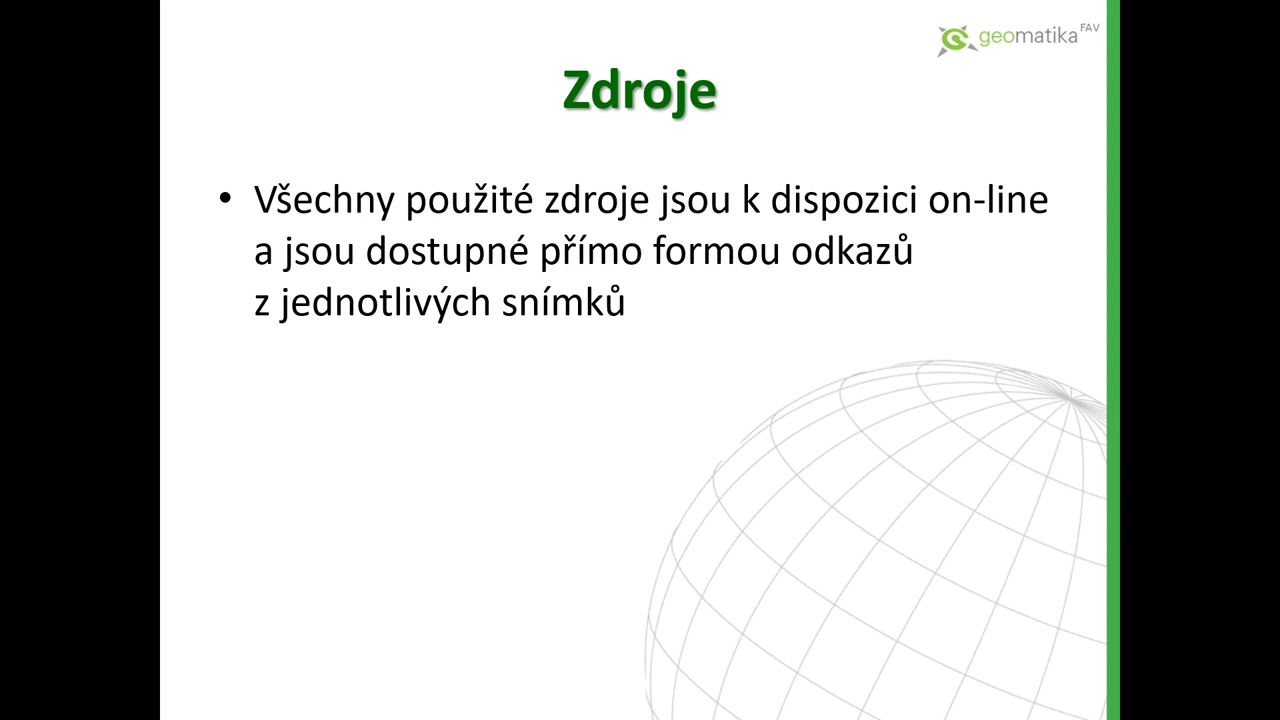 geomatika FAV
Zdroje
• Všechny použité zdroje jsou k dispozici on-line
a jsou dostupné přímo formou odkazů
z jednotlivých snímků